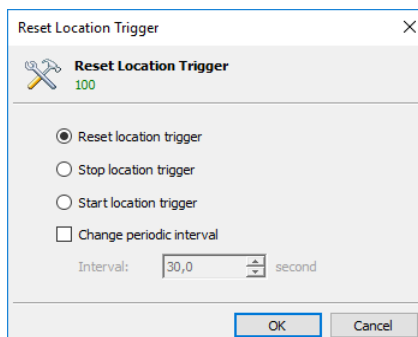 Reset Location Trigger
Reset Location Trigger
100
Reset location trigger
Stop location trigger
Start location trigger
Change periodic interval
Interval: 30,0 second
OK Cancel